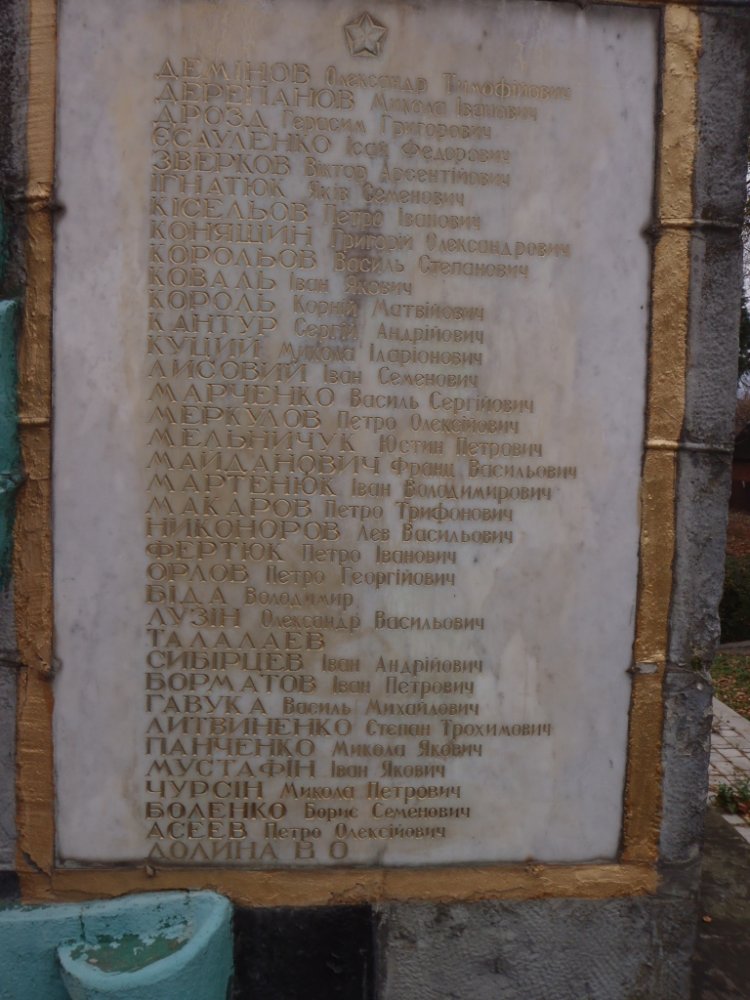 ДЕМІНОВ Олександр Тимофійович
ДЕРЕПАНОВ Микола Іванович
ДРОЗД Герасим Григорович
ЄСАУЛЕНКО Ісай Федорович
ЗВЕРКОВ Віктор Арсентійович
ІГНАТЮК Яків Семенович
КІСЕЛЬОВ Петро Іванович
КОНЯЩИН Григорій Олександрович
КОРОЛЬОВ Василь Степанович
КОВАЛЬ Іван Якович
КОРОЛЬ Корній Матвійович
КАНТУР Сергій Андрійович
КУЦИЙ Микола Іларіонович
ЛИСОВИЙ Іван Семенович
МАРЧЕНКО Василь Сергійович
МЕРКУЛОВ Петро Олексійович
МЕЛЬНИЧУК Юстин Петрович
МАЙДАНОВИЧ Франц Васильович
МАРТЕНЮК Іван Володимирович
МАКАРОВ Петро Трифонович
НИКОНОРОВ Лев Васильович
ФЕРТЮК Петро Іванович
ОРЛОВ Петро Георгійович
БІДА Володимир
ЛУЗІН Олександр Васильович
ТАЛАЛАЕВ
СИБІРЦЕВ Іван Андрійович
БОРМАТОВ Іван Петрович
ГАВУКА Василь Михайлович
ЛИТВИНЕНКО Степан Трохимович
ПАНЧЕНКО Микола Якович
МУСТАФІН Іван Якович
ЧУРСІН Микола Петрович
БОЛЕНКО Борис Семенович
АСЕЕВ Петро Олексійович
ДОЛИНА В О